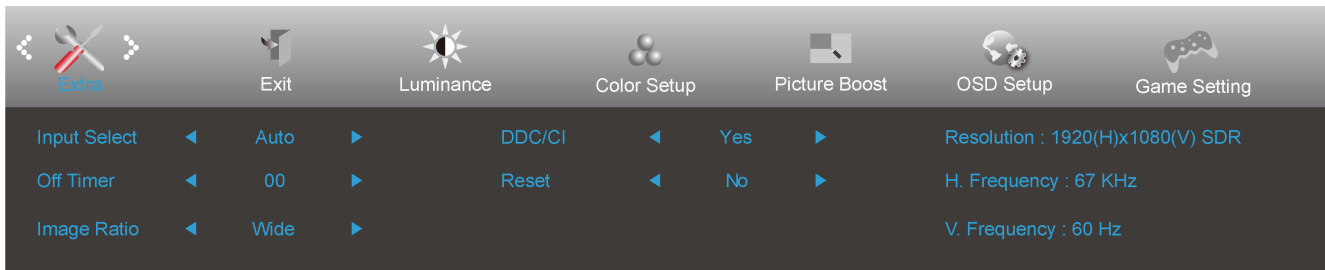 Extra Exit Luminance Color Setup Picture Boost OSD Setup Game Setting
Input Select Auto DDC/CI Yes Resolution : 1920(H)x1080(V) SDR
Off Timer 00 Reset No H. Frequency : 67 KHz
Image Ratio Wide V. Frequency : 60 Hz